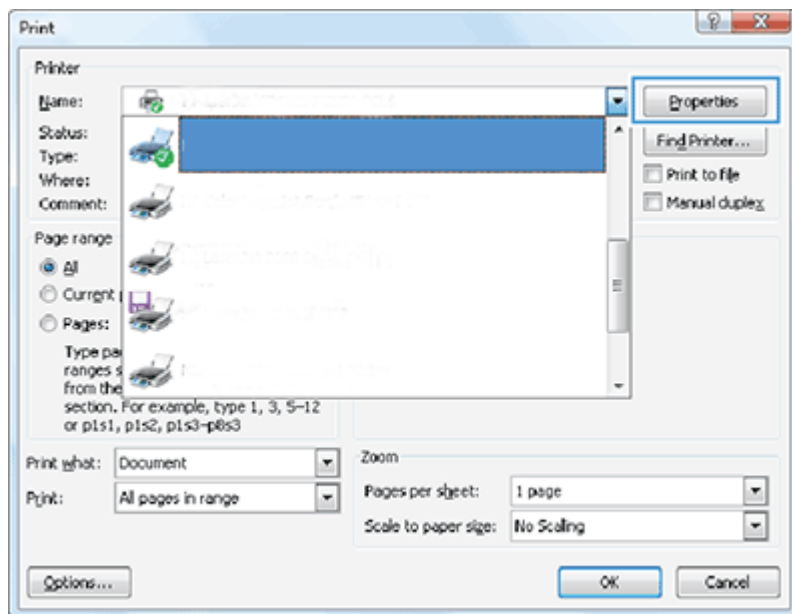 Print
Printer
Name:
Properties
Status:
Find Printer...
Type:
Where:
Print to file
Comment:
Manual duplex
Page range
All
Current
Pages:
Type
ranges
from the
section. For example, type 1, 3, 5–12
or p1s1, p1s2, p1s3–p8s3
Print what: Document
Zoom
Print: All pages in range
Pages per sheet: 1 page
Scale to paper size: No Scaling
Options...
OK
Cancel